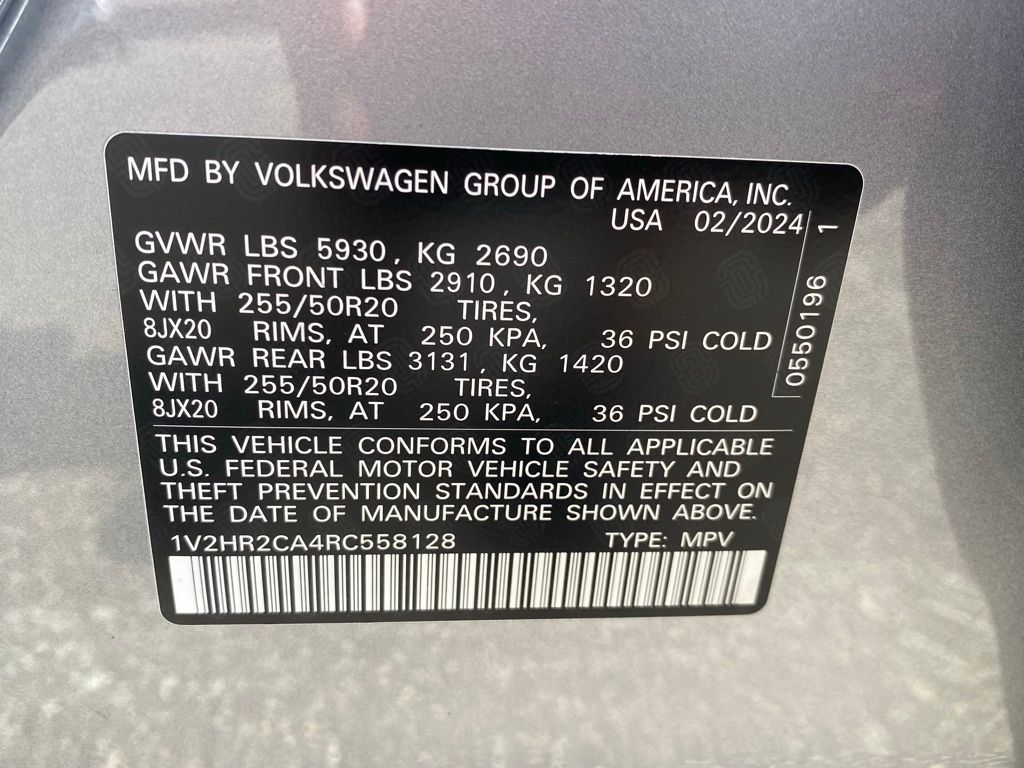 MFD BY VOLKSWAGEN GROUP OF AMERICA, INC.
USA 02/2024
GVWR LBS 5930, KG 2690
GAWR FRONT LBS 2910, KG 1320
WITH 255/50R20 TIRES,
8JX20 RIMS, AT 250 KPA, 36 PSI COLD
GAWR REAR LBS 3131, KG 1420
WITH 255/50R20 TIRES,
8JX20 RIMS, AT 250 KPA, 36 PSI COLD
0550196 1
THIS VEHICLE CONFORMS TO ALL APPLICABLE
U.S. FEDERAL MOTOR VEHICLE SAFETY AND
THEFT PREVENTION STANDARDS IN EFFECT ON
THE DATE OF MANUFACTURE SHOWN ABOVE.
1V2HR2CA4RC558128 TYPE: MPV